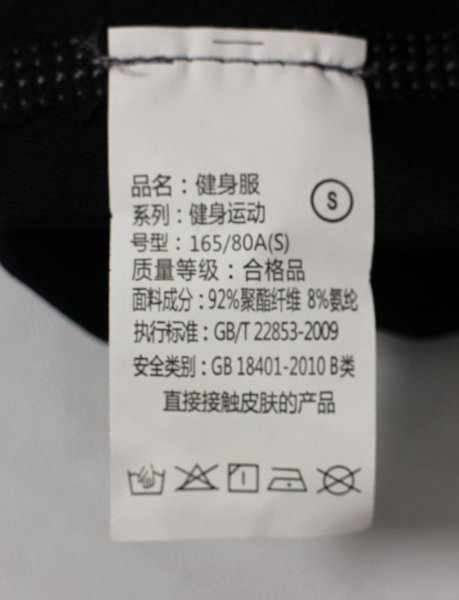 品名：健身服
系列：健身运动
S
号型：165/80A(S)
质量等级：合格品
面料成分：92%聚酯纤维 8%氨纶
执行标准：GB/T 22853-2009
安全类别：GB 18401-2010 B类
直接接触皮肤的产品